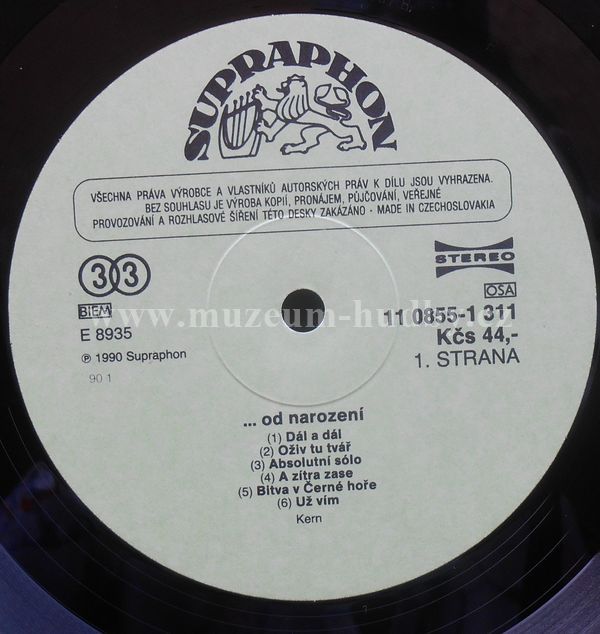 SUPRAPHON
VŠECHNA PRÁVA VÝROBCE A VLASTNÍKŮ AUTORSKÝCH PRÁV K DÍLU JSOU VYHRAZENA.
BEZ SOUHLASU JE VÝROBA KOPIÍ, PRONÁJEM, PŮJČOVÁNÍ, VEŘEJNÉ
PROVOZOVÁNÍ A ROZHLASOVÉ ŠÍŘENÍ TÉTO DESKY ZAKÁZÁNO · MADE IN CZECHOSLOVAKIA
33
STEREO
BIEM
OSA
E 8935
11 0855-1 311
Kčs 44,-
℗ 1990 Supraphon
1. STRANA
90 1
www.muzeum-hudby.cz
... od narození
(1) Dál a dál
(2) Oživ tu tvář
(3) Absolutní sólo
(4) A zítra zase
(5) Bitva v Černé hoře
(6) Už vím
Kern